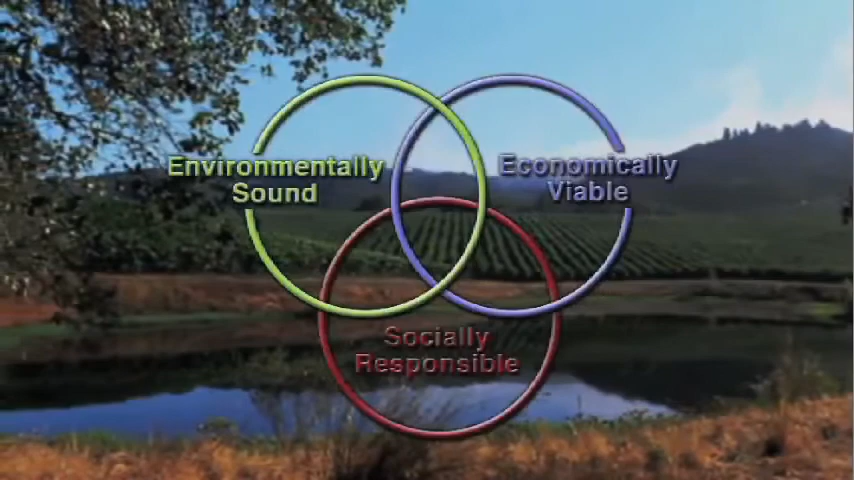 Environmentally
Sound
Economically
Viable
Socially
Responsible